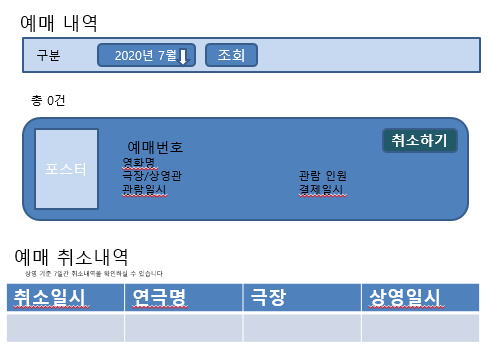 예매 내역
구분
2020년 7월
조회
총 0건
포스터
예매번호
취소하기
영화명
극장/상영관
관람 인원
관람일시
결제일시
예매 취소내역
상영 기준 7일간 취소내역을 확인하실 수 있습니다
취소일시 연극명 극장 상영일시